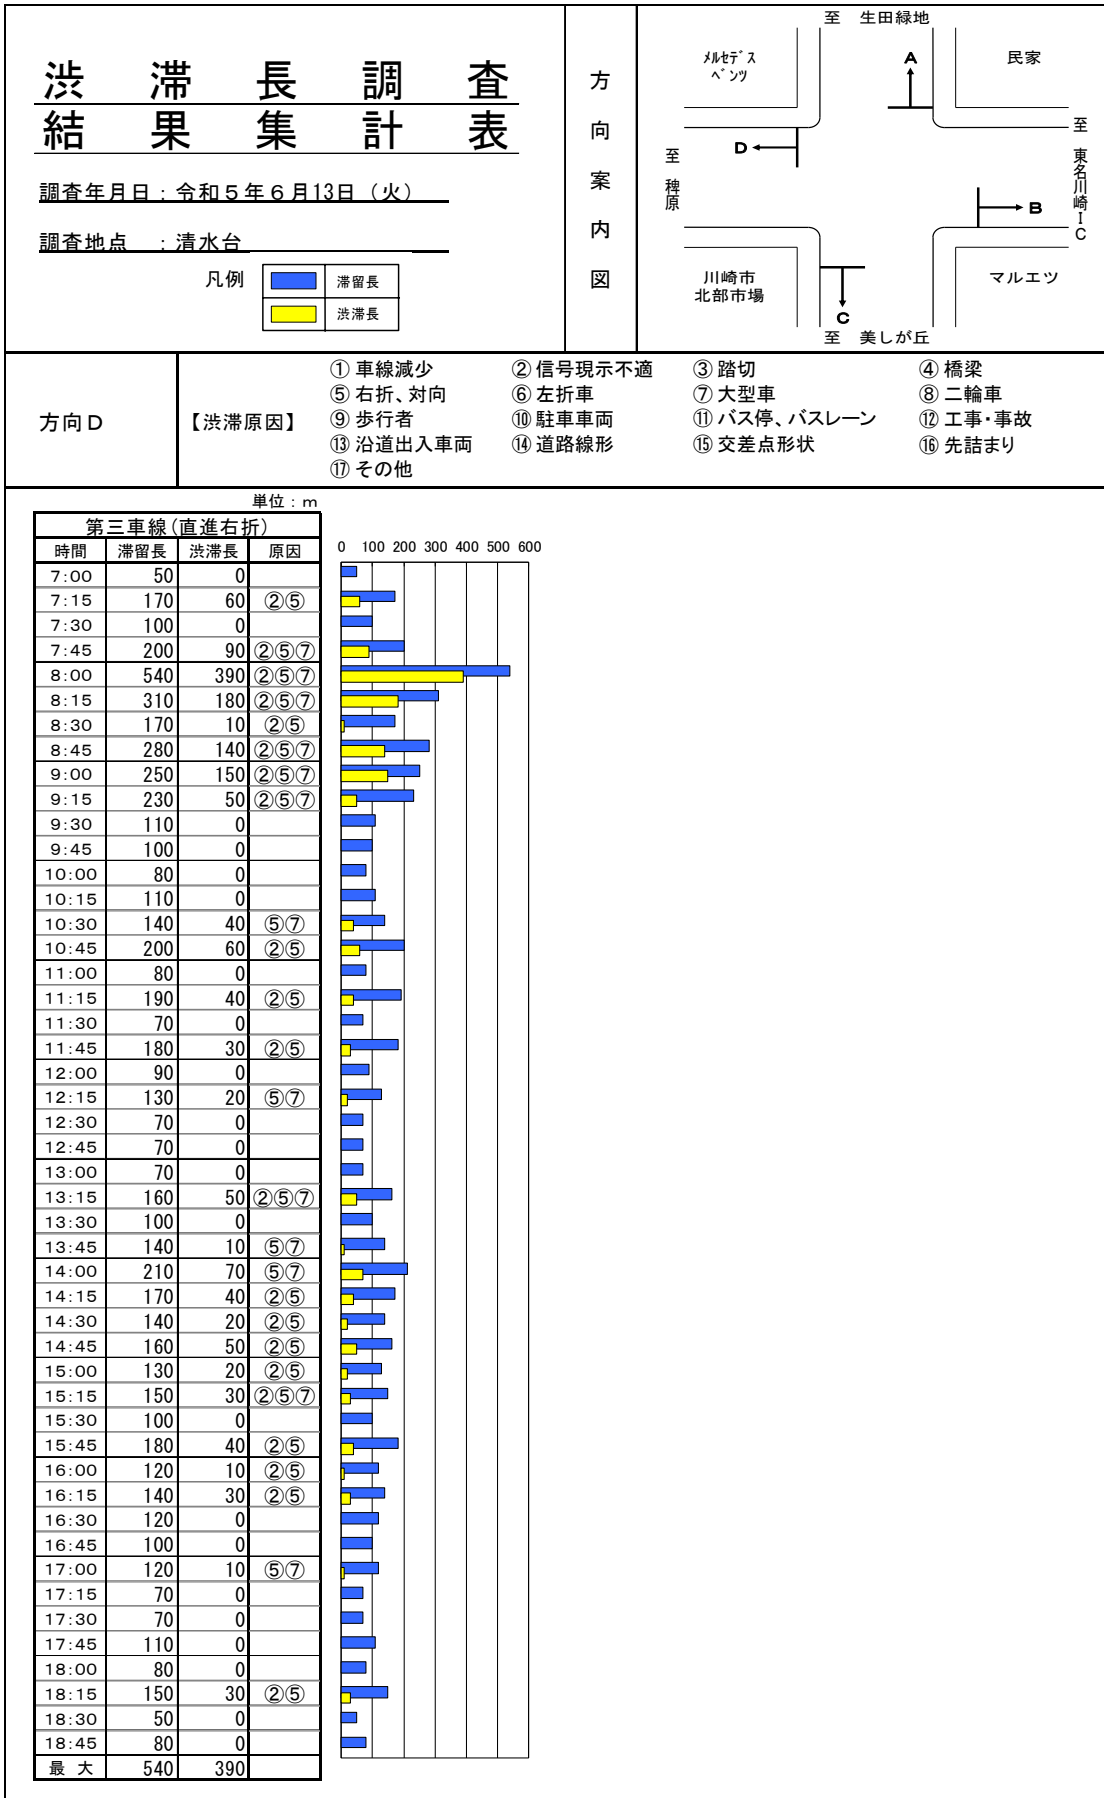 渋滞長調査
結果集計表
調査年月日：令和５年６月13日（火）
調査地点　：清水台
凡例
滞留長
渋滞長
方向案内図
至　生田緑地
ﾒﾙｾﾃﾞｽ
ﾍﾞﾝﾂ
民家
A
至　東名川崎ＩＣ
D
至　稗原
B
川崎市
北部市場
マルエツ
C
至　美しが丘
方向Ｄ
【渋滞原因】
① 車線減少 ② 信号現示不適 ③ 踏切 ④ 橋梁
⑤ 右折、対向 ⑥ 左折車 ⑦ 大型車 ⑧ 二輪車
⑨ 歩行者 ⑩ 駐車車両 ⑪ バス停、バスレーン ⑫ 工事・事故
⑬ 沿道出入車両 ⑭ 道路線形 ⑮ 交差点形状 ⑯ 先詰まり
⑰ その他
単位：ｍ
第三車線(直進右折)
時間 滞留長 渋滞長 原因
0 100 200 300 400 500 600
7:00 50 0
7:15 170 60 ②⑤
7:30 100 0
7:45 200 90 ②⑤⑦
8:00 540 390 ②⑤⑦
8:15 310 180 ②⑤⑦
8:30 170 10 ②⑤
8:45 280 140 ②⑤⑦
9:00 250 150 ②⑤⑦
9:15 230 50 ②⑤⑦
9:30 110 0
9:45 100 0
10:00 80 0
10:15 110 0
10:30 140 40 ⑤⑦
10:45 200 60 ②⑤
11:00 80 0
11:15 190 40 ②⑤
11:30 70 0
11:45 180 30 ②⑤
12:00 90 0
12:15 130 20 ⑤⑦
12:30 70 0
12:45 70 0
13:00 70 0
13:15 160 50 ②⑤⑦
13:30 100 0
13:45 140 10 ⑤⑦
14:00 210 70 ⑤⑦
14:15 170 40 ②⑤
14:30 140 20 ②⑤
14:45 160 50 ②⑤
15:00 130 20 ②⑤
15:15 150 30 ②⑤⑦
15:30 100 0
15:45 180 40 ②⑤
16:00 120 10 ②⑤
16:15 140 30 ②⑤
16:30 120 0
16:45 100 0
17:00 120 10 ⑤⑦
17:15 70 0
17:30 70 0
17:45 110 0
18:00 80 0
18:15 150 30 ②⑤
18:30 50 0
18:45 80 0
最 大 540 390